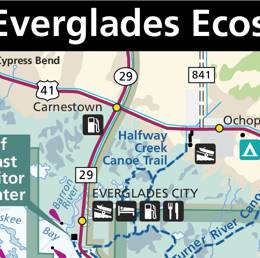 Everglades Ecos
Cypress Bend
29
841
41
Carnestown
Ochop
Halfway
Creek
Canoe Trail
f
ast
itor
nter
29
EVERGLADES CITY
Barron
River
skee
Bay
Turner River Cano